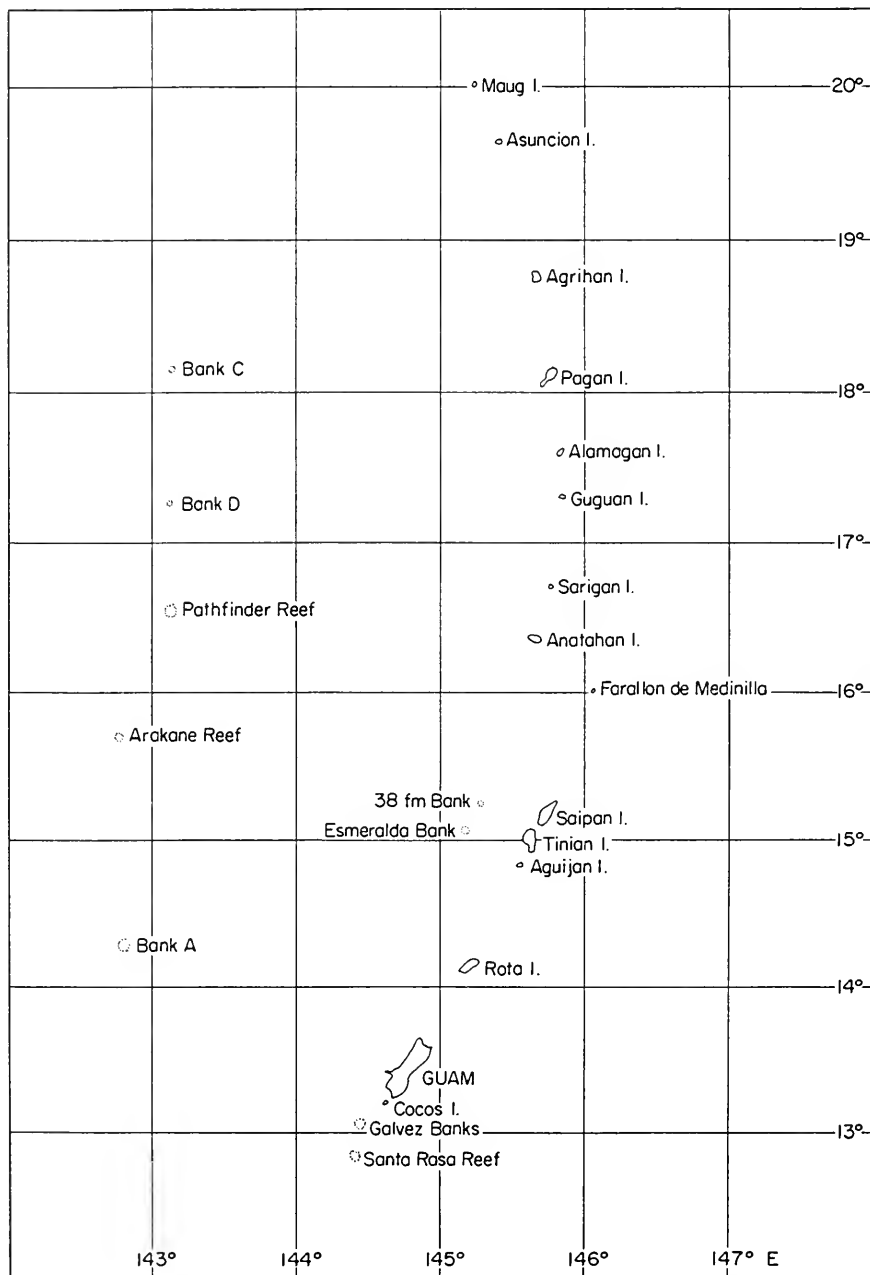 Maug I.
20°
Asuncion I.
19°
Agrihan I.
Bank C
Pagan I.
18°
Alamagan I.
Bank D
Guguan I.
17°
Sarigan I.
Pathfinder Reef
Anatahan I.
Farallon de Medinilla
16°
Arakane Reef
38 fm Bank
Saipan I.
Esmeralda Bank
Tinian I.
15°
Aguijan I.
Bank A
Rota I.
14°
GUAM
Cocos I.
Galvez Banks
13°
Santa Rasa Reef
143° 144° 145° 146° 147° E